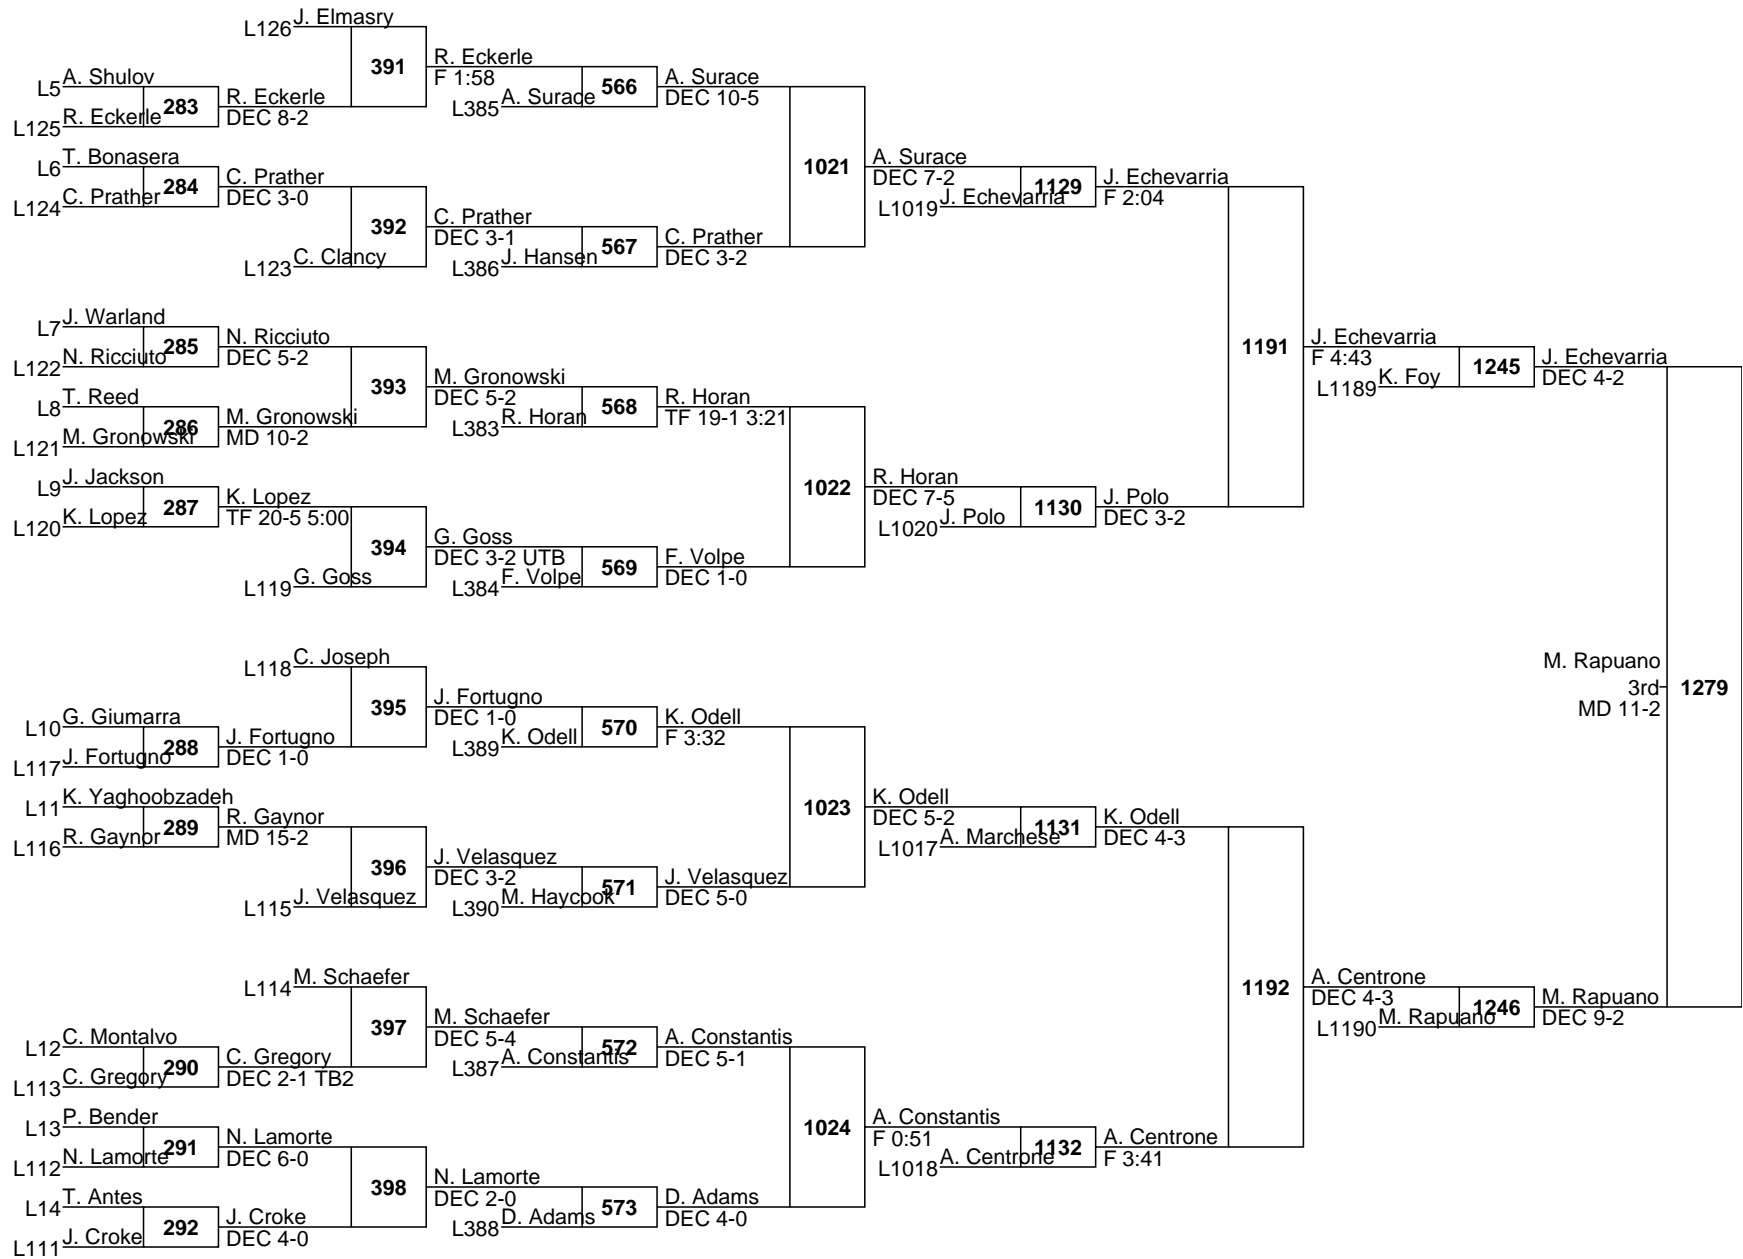 L126 J. Elmasry
391
R. Eckerle
F 1:58
566
A. Surace
DEC 10-5
L5 A. Shulov
283
R. Eckerle
DEC 8-2
L385 A. Surace
L125 R. Eckerle
L6 T. Bonasera
284
C. Prather
DEC 3-0
1021
A. Surace
DEC 7-2
1129
J. Echevarria
F 2:04
L124 C. Prather
L1019 J. Echevarria
392
C. Prather
DEC 3-1
567
C. Prather
DEC 3-2
L123 C. Clancy
L386 J. Hansen
L7 J. Warland
285
N. Ricciuto
DEC 5-2
L122 N. Ricciuto
1191
J. Echevarria
F 4:43
1245
J. Echevarria
DEC 4-2
L1189 K. Foy
393
M. Gronowski
DEC 5-2
568
R. Horan
TF 19-1 3:21
L8 T. Reed
286
M. Gronowski
MD 10-2
L383 R. Horan
L121 M. Gronowski
L9 J. Jackson
287
K. Lopez
TF 20-5 5:00
L120 K. Lopez
1022
R. Horan
DEC 7-5
1130
J. Polo
DEC 3-2
L1020 J. Polo
394
G. Goss
DEC 3-2 UTB
569
F. Volpe
DEC 1-0
L119 G. Goss
L384 F. Volpe
L118 C. Joseph
M. Rapuano
3rd
MD 11-2
1279
395
J. Fortugno
DEC 1-0
570
K. Odell
F 3:32
L10 G. Giumarra
288
J. Fortugno
DEC 1-0
L389 K. Odell
L117 J. Fortugno
L11 K. Yaghoobzadeh
289
R. Gaynor
MD 15-2
L116 R. Gaynor
1023
K. Odell
DEC 5-2
1131
K. Odell
DEC 4-3
L1017 A. Marchese
396
J. Velasquez
DEC 3-2
571
J. Velasquez
DEC 5-0
L115 J. Velasquez
L390 M. Haycook
L114 M. Schaefer
1192
A. Centrone
DEC 4-3
1246
M. Rapuano
DEC 9-2
L1190 M. Rapuano
397
M. Schaefer
DEC 5-4
572
A. Constantis
DEC 5-1
L12 C. Montalvo
290
C. Gregory
DEC 2-1 TB2
L387 A. Constantis
L113 C. Gregory
L13 P. Bender
291
N. Lamorte
DEC 6-0
L112 N. Lamorte
1024
A. Constantis
F 0:51
1132
A. Centrone
F 3:41
L1018 A. Centrone
398
N. Lamorte
DEC 2-0
573
D. Adams
DEC 4-0
L14 T. Antes
292
J. Croke
DEC 4-0
L388 D. Adams
L111 J. Croke